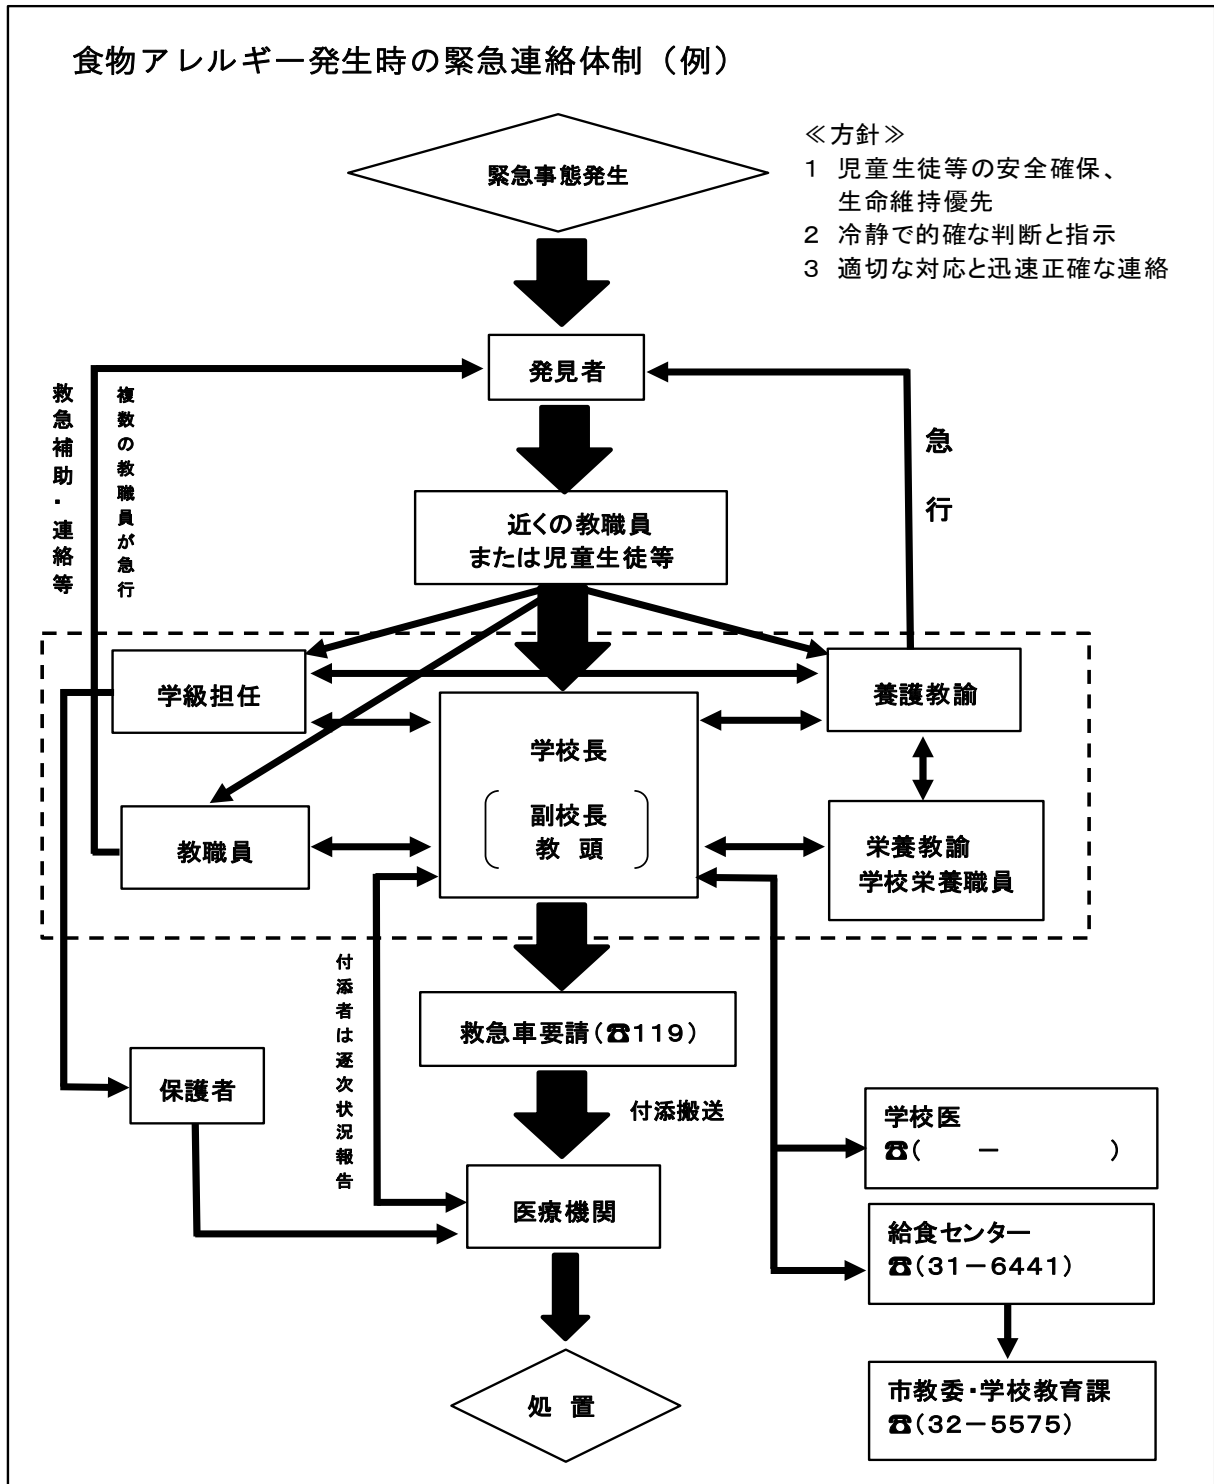 食物アレルギー発生時の緊急連絡体制（例）
≪方針≫
1 児童生徒等の安全確保、
生命維持優先
2 冷静で的確な判断と指示
3 適切な対応と迅速正確な連絡
緊急事態発生
発見者
救急補助・連絡等
複数の教職員が急行
急行
近くの教職員
または児童生徒等
学級担任
養護教諭
学校長
副校長
教 頭
教職員
栄養教諭
学校栄養職員
付添者は逐次状況報告
救急車要請（☎119）
付添搬送
保護者
学校医
☎（ － ）
医療機関
給食センター
☎（31－6441）
市教委・学校教育課
☎（32－5575）
処 置